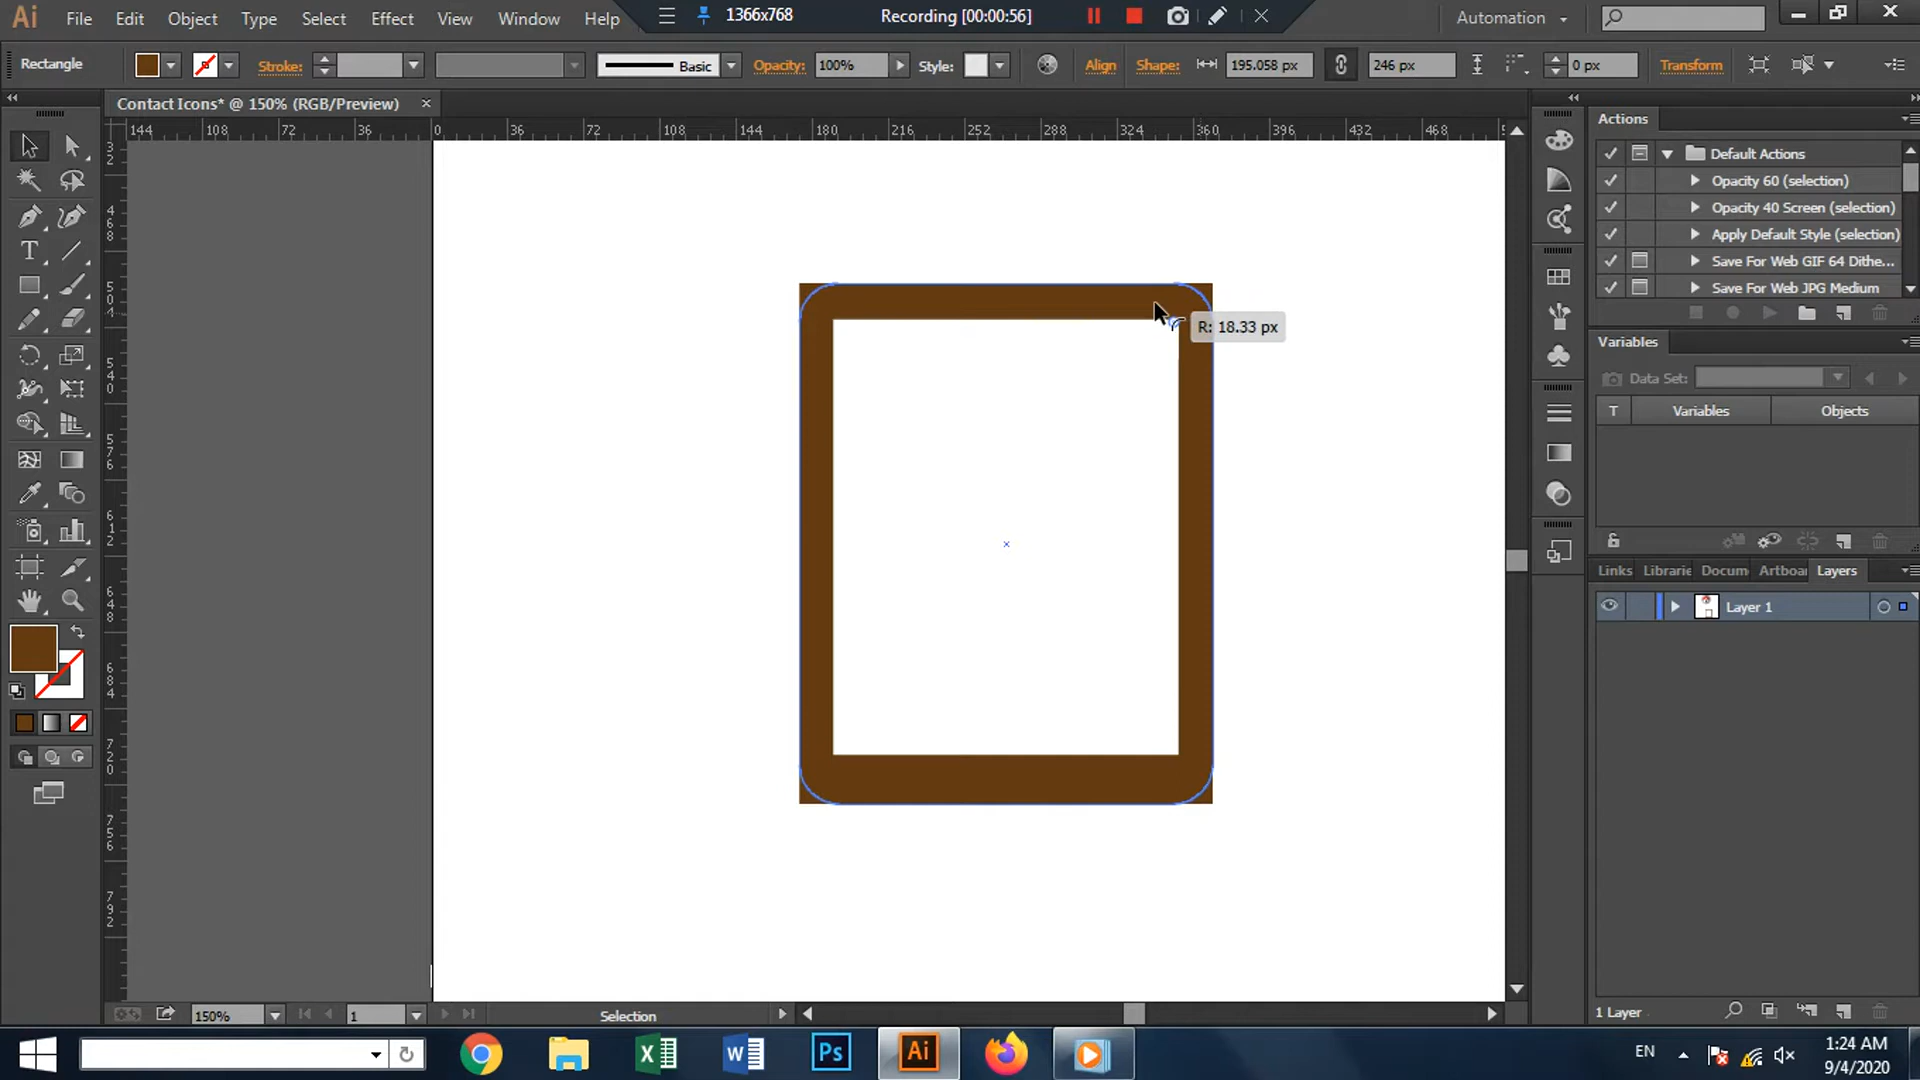 Ai File Edit Object Type Select Effect View Window Help 1366x768 Recording [00:00:56] Automation
Rectangle Stroke: Basic Opacity: 100% Style: Align Shape: 195.058 px 246 px 0 px Transform
Contact Icons* @ 150% (RGB/Preview)
144 108 72 36 0 36 72 108 144 180 216 252 288 324 360 396 432 468
Actions
Default Actions
Opacity 60 (selection)
Opacity 40 Screen (selection)
Apply Default Style (selection)
Save For Web GIF 64 Dithe...
Save For Web JPG Medium
R: 18.33 px
Variables
Data Set:
T Variables Objects
Links Librarie Docum Artboar Layers
Layer 1
1 Layer
150% 1 Selection
Ps Ai EN 1:24 AM
9/4/2020